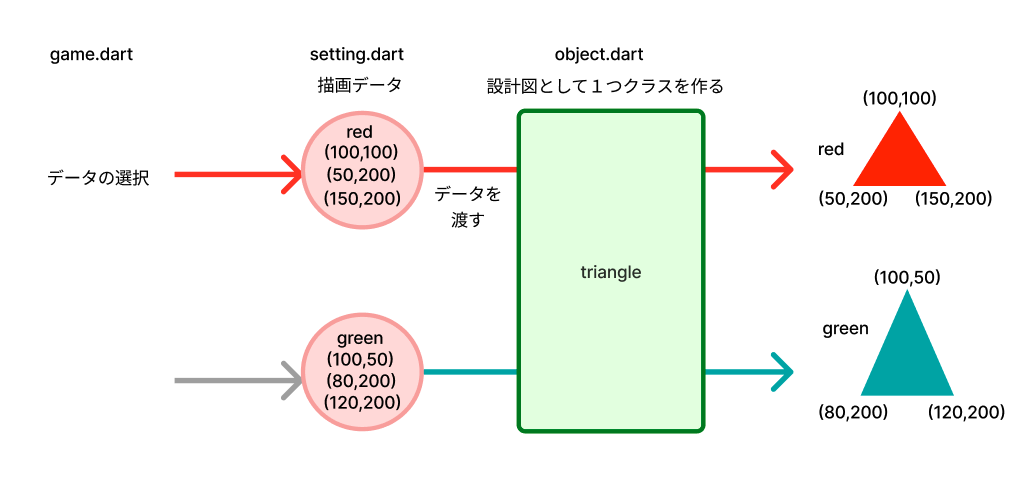 game.dart
setting.dart
object.dart
描画データ
設計図として１つクラスを作る
データの選択
red
(100,100)
(50,200)
(150,200)
データを
渡す
triangle
(100,100)
red
(50,200)
(150,200)
green
(100,50)
(80,200)
(120,200)
(100,50)
green
(80,200)
(120,200)